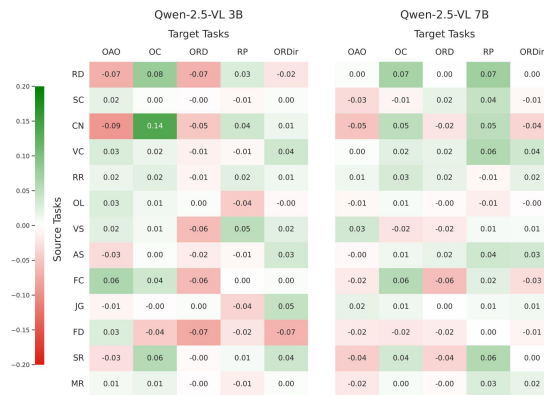 Qwen-2.5-VL 3B Qwen-2.5-VL 7B
Target Tasks Target Tasks
OAO OC ORD RP ORDir OAO OC ORD RP ORDir
RD -0.07 0.08 -0.07 0.03 -0.02 0.00 0.07 0.00 0.07 0.00
SC 0.02 0.00 -0.00 -0.01 0.00 -0.03 -0.01 0.02 0.04 -0.01
0.20
CN -0.09 0.14 -0.05 0.04 0.01 -0.05 0.05 -0.02 0.05 -0.04
0.15
VC 0.03 0.02 -0.01 -0.01 0.04 0.00 0.02 0.02 0.06 0.04
0.10
RR 0.02 0.02 -0.01 0.02 0.01 0.01 0.03 0.02 -0.01 0.02
0.05
OL 0.03 0.01 0.00 -0.04 -0.00 -0.01 0.01 -0.00 -0.01 -0.00
0.00
Source Tasks
VS 0.02 0.01 -0.06 0.05 0.02 0.03 -0.02 -0.02 0.01 0.00
-0.05
AS -0.03 0.00 -0.02 -0.01 0.03 -0.00 0.01 0.02 0.04 0.03
-0.10
FC 0.06 0.04 -0.06 0.00 0.00 -0.02 0.06 -0.06 0.02 -0.03
-0.15
JG -0.01 -0.00 0.00 -0.04 0.05 0.02 0.01 0.00 -0.01 0.01
FD 0.03 -0.04 -0.07 -0.02 -0.07 -0.02 -0.02 -0.02 0.00 -0.01
-0.20
SR -0.03 0.06 -0.00 0.01 0.04 -0.04 0.04 -0.04 0.06 0.00
MR 0.01 0.01 -0.00 -0.01 0.00 -0.02 0.00 -0.00 0.03 0.02